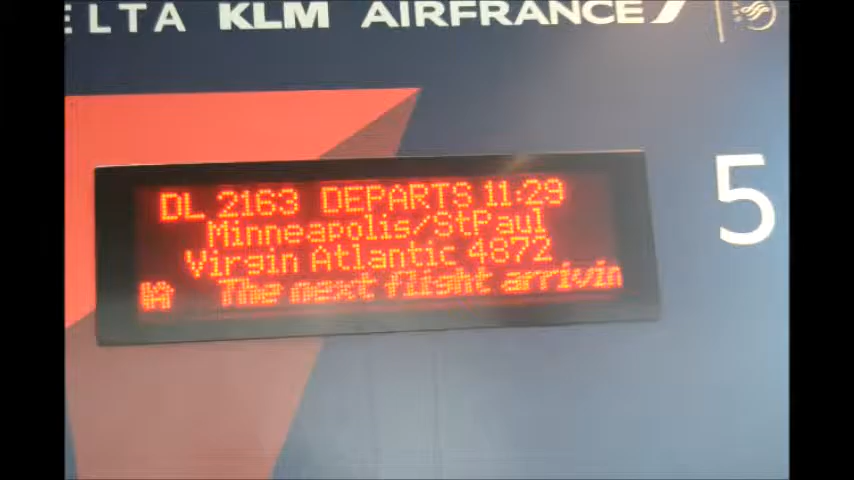 ELTA KLM AIRFRANCE
5
DL 2163 DEPARTS 11:29
Minneapolis/StPaul
Virgin Atlantic 4872
The next flight arrivin